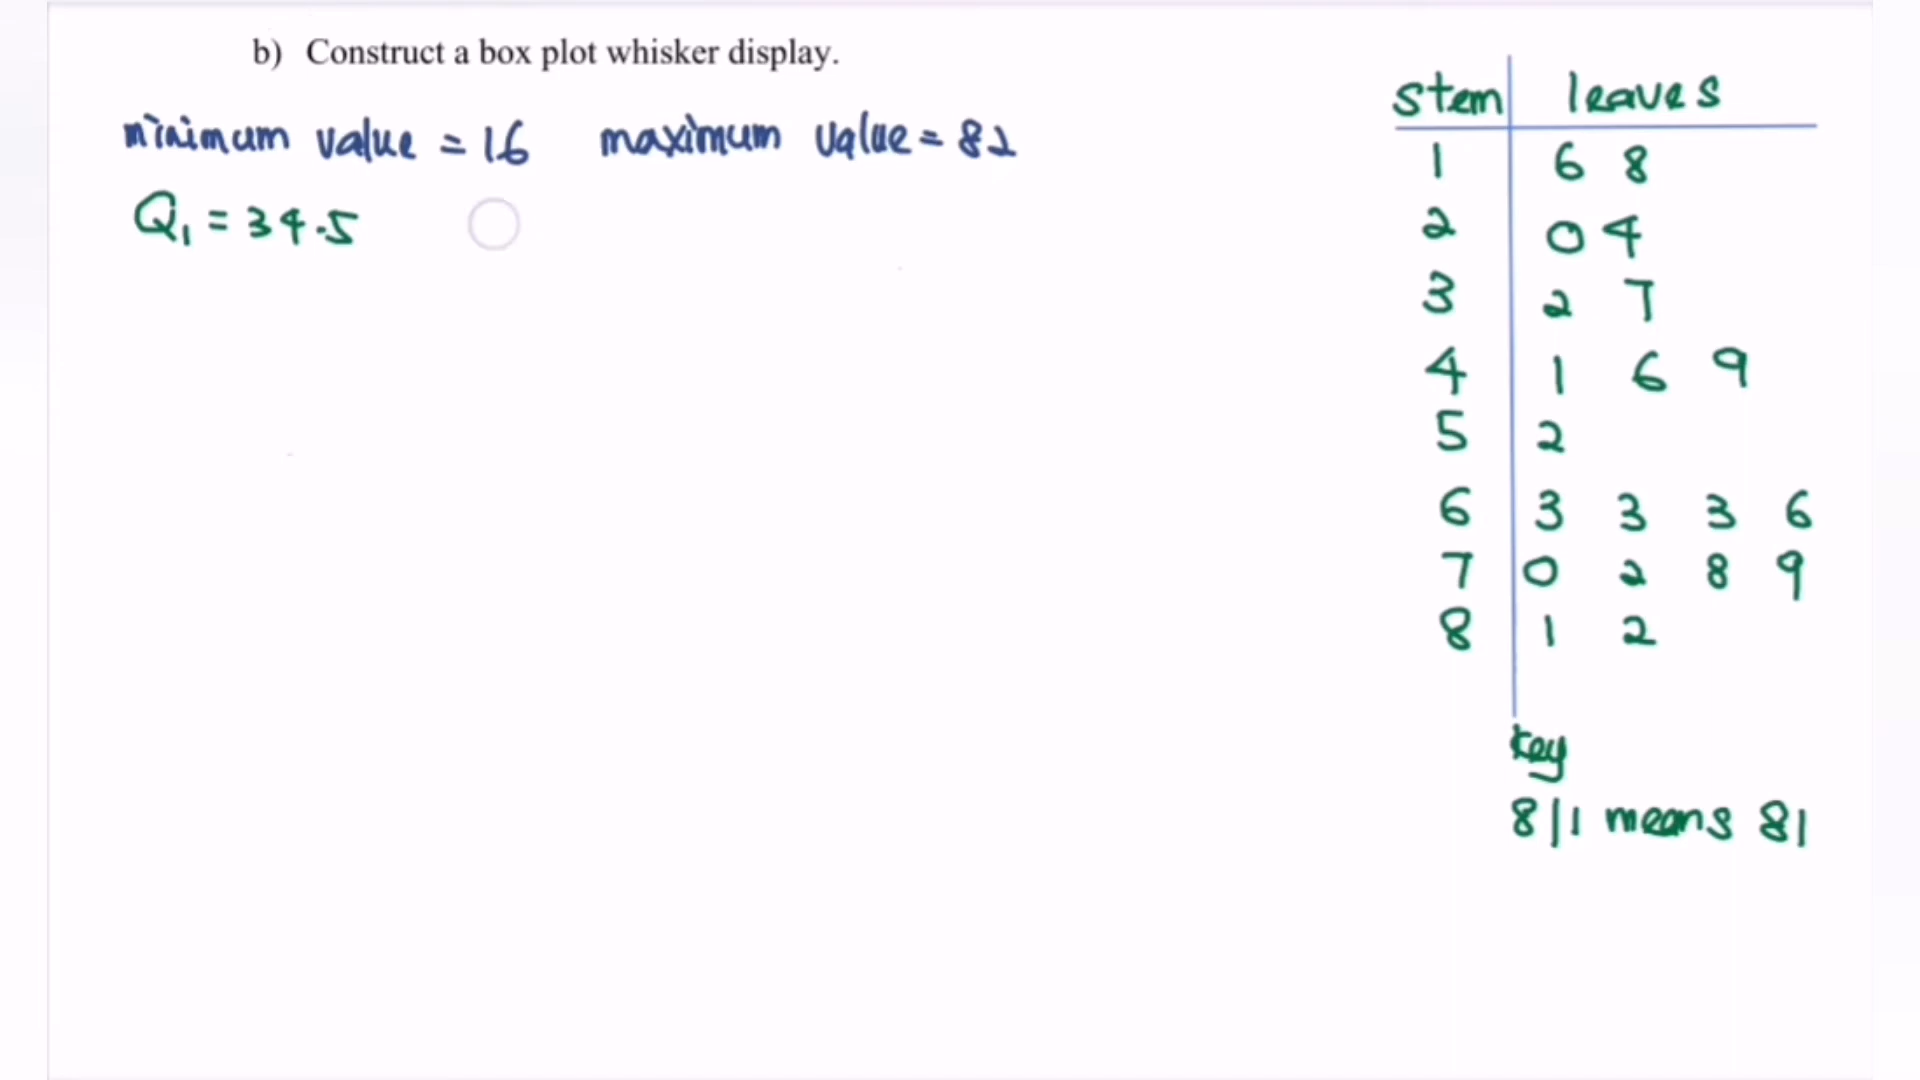 b) Construct a box plot whisker display.
minimum value = 16 maximum value = 82
Q₁ = 34.5
stem leaves
1 6 8
2 0 4
3 2 7
4 1 6 9
5 2
6 3 3 3 6
7 0 2 8 9
8 1 2
key
8|1 means 81